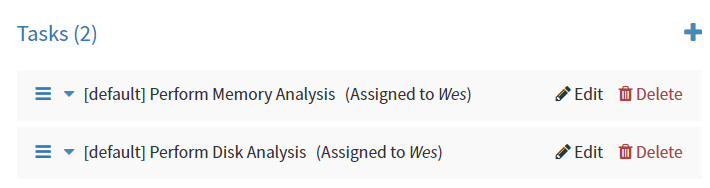 Tasks (2)
[default] Perform Memory Analysis (Assigned to Wes) Edit Delete
[default] Perform Disk Analysis (Assigned to Wes) Edit Delete